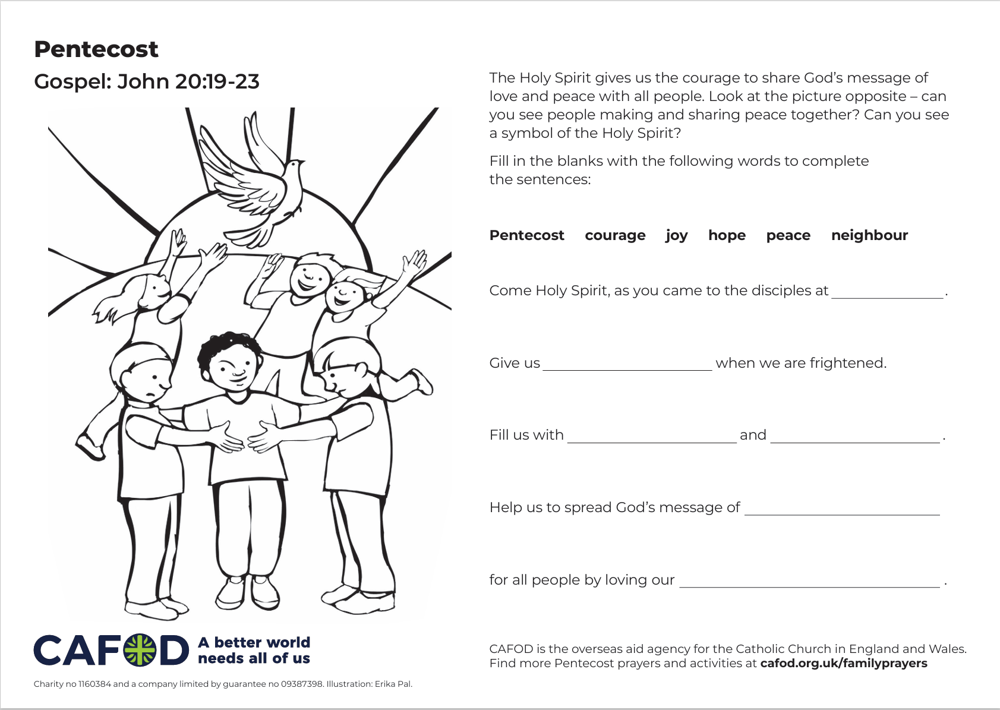 Pentecost
Gospel: John 20:19-23
The Holy Spirit gives us the courage to share God’s message of
love and peace with all people. Look at the picture opposite – can
you see people making and sharing peace together? Can you see
a symbol of the Holy Spirit?
Fill in the blanks with the following words to complete
the sentences:
Pentecost courage joy hope peace neighbour
Come Holy Spirit, as you came to the disciples at ______________.
Give us ______________ when we are frightened.
Fill us with ______________ and ______________.
Help us to spread God’s message of ______________
for all people by loving our ______________.
CAFOD
A better world
needs all of us
Charity no 1160384 and a company limited by guarantee no 09387398. Illustration: Erika Pal.
CAFOD is the overseas aid agency for the Catholic Church in England and Wales.
Find more Pentecost prayers and activities at cafod.org.uk/familyprayers